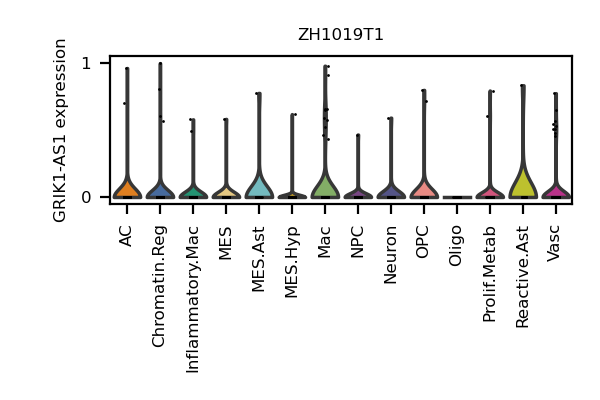 ZH1019T1
GRIK1-AS1 expression
1
0
AC
Chromatin.Reg
Inflammatory.Mac
MES
MES.Ast
MES.Hyp
Mac
NPC
Neuron
OPC
Oligo
Prolif.Metab
Reactive.Ast
Vasc